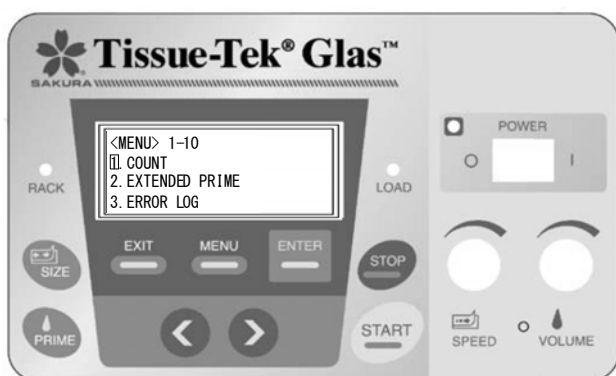 Tissue-Tek® Glas™
SAKURA
<MENU> 1-10
1. COUNT
2. EXTENDED PRIME
3. ERROR LOG
RACK
LOAD
POWER
O I
SIZE
EXIT MENU ENTER
STOP
PRIME
START
SPEED
VOLUME